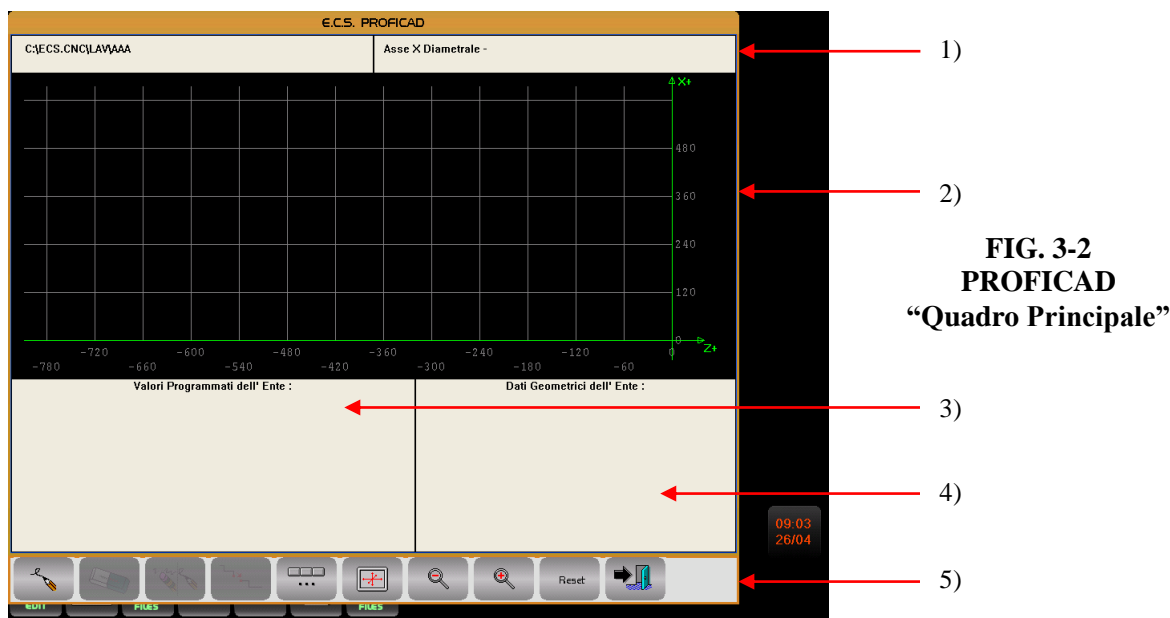 E.C.S. PROFICAD
C:\ECS.CNC\LAV\AAA
Asse X Diametrale -
1)
X+
480
2)
360
FIG. 3-2
240
PROFICAD
120
“Quadro Principale”
0
Z+
-720 -600 -480 -360 -240 -120 0
-780 -660 -540 -420 -300 -180 -60
Valori Programmati dell' Ente :
Dati Geometrici dell' Ente :
3)
4)
09:03
26/04
Reset
5)
EDIT
FILES
FILES